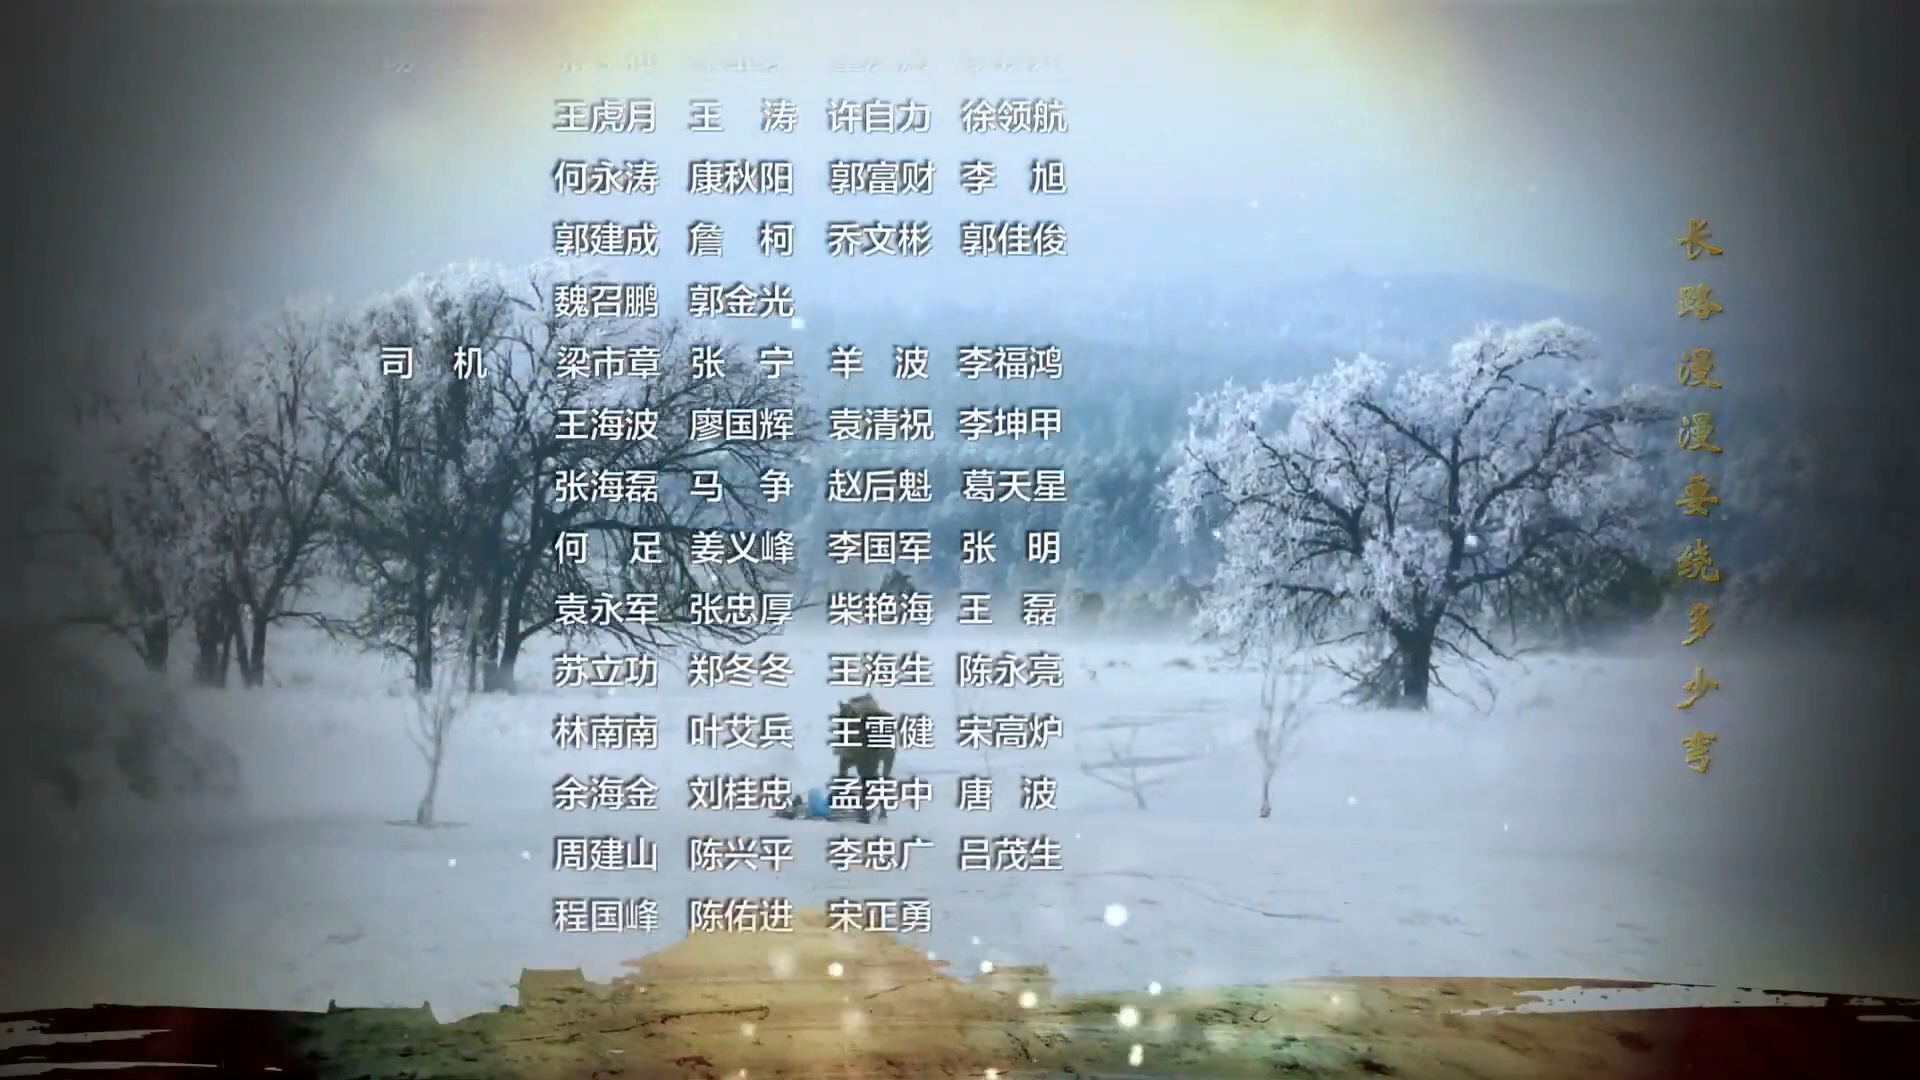 王虎月 王 涛 许自力 徐领航
何永涛 康秋阳 郭富财 李 旭
郭建成 詹 柯 乔文彬 郭佳俊
魏召鹏 郭金光
司 机 梁市章 张 宁 羊 波 李福鸿
王海波 廖国辉 袁清祝 李坤甲
张海磊 马 争 赵后魁 葛天星
何 足 姜义峰 李国军 张 明
袁永军 张忠厚 柴艳海 王 磊
苏立功 郑冬冬 王海生 陈永亮
林南南 叶艾兵 王雪健 宋高炉
余海金 刘桂忠 孟宪中 唐 波
周建山 陈兴平 李忠广 吕茂生
程国峰 陈佑进 宋正勇
长路漫漫要绕多少弯